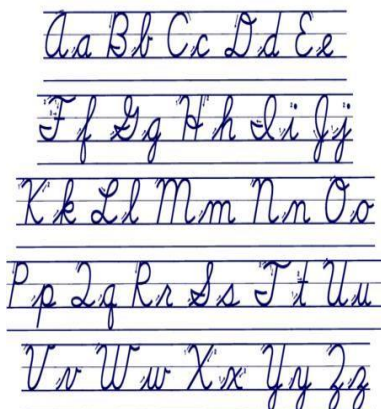 Aa Bb Cc Dd Ee
Ff Gg Hh Ii Jj
Kk Ll Mm Nn Oo
Pp Qq Rr Ss Tt Uu
Vv Ww Xx Yy Zz